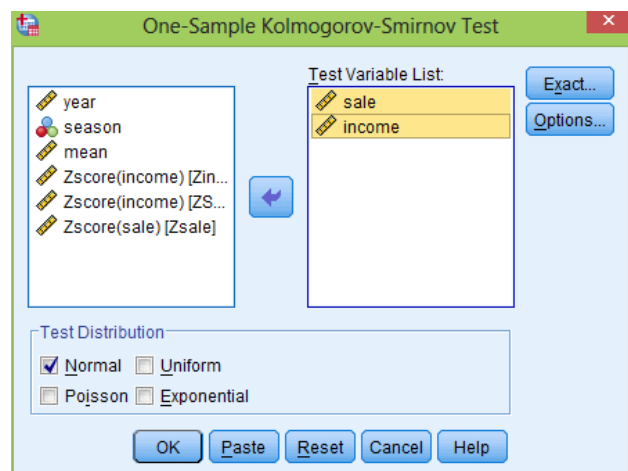 One-Sample Kolmogorov-Smirnov Test
year
season
mean
Zscore(income) [Zin...
Zscore(income) [ZS...
Zscore(sale) [Zsale]
Test Variable List:
sale
income
Exact...
Options...
Test Distribution
Normal Uniform
Poisson Exponential
OK Paste Reset Cancel Help